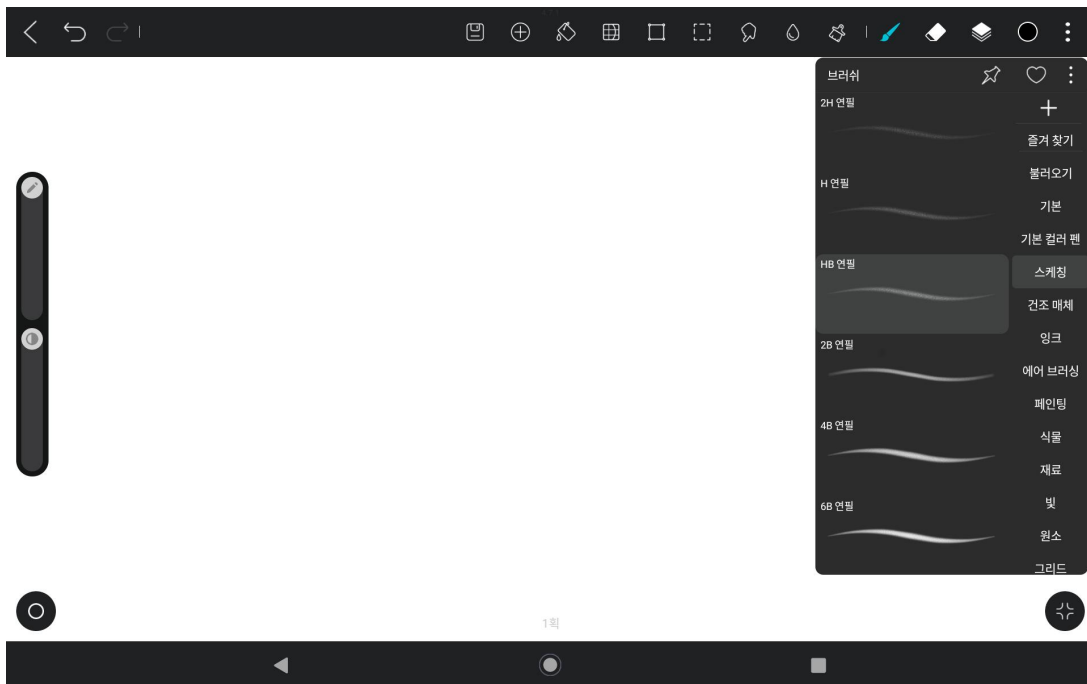 브러쉬
2H 연필
H 연필
HB 연필
2B 연필
4B 연필
6B 연필
즐겨 찾기
불러오기
기본
기본 컬러 펜
스케칭
건조 매체
잉크
에어 브러싱
페인팅
식물
재료
빛
원소
그리드
1획